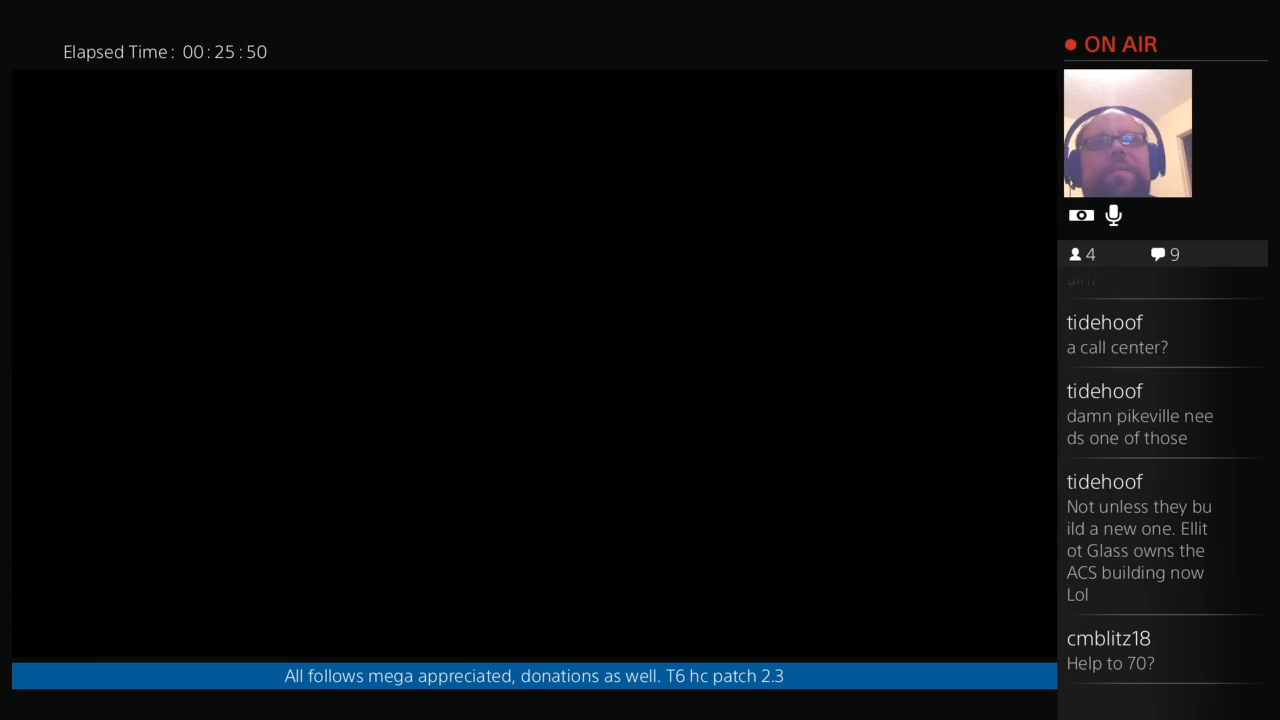 Elapsed Time: 00:25:50
ON AIR
4 9
tidehoof
a call center?
tidehoof
damn pikeville nee
ds one of those
tidehoof
Not unless they bu
ild a new one. Ellit
ot Glass owns the
ACS building now
Lol
cmblitz18
Help to 70?
All follows mega appreciated, donations as well. T6 hc patch 2.3